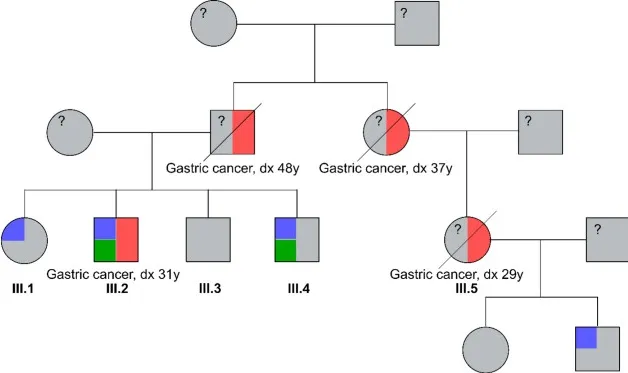 ? ?
? ? ? ?
Gastric cancer, dx 48y Gastric cancer, dx 37y
? ?
Gastric cancer, dx 31y Gastric cancer, dx 29y
III.1 III.2 III.3 III.4 III.5